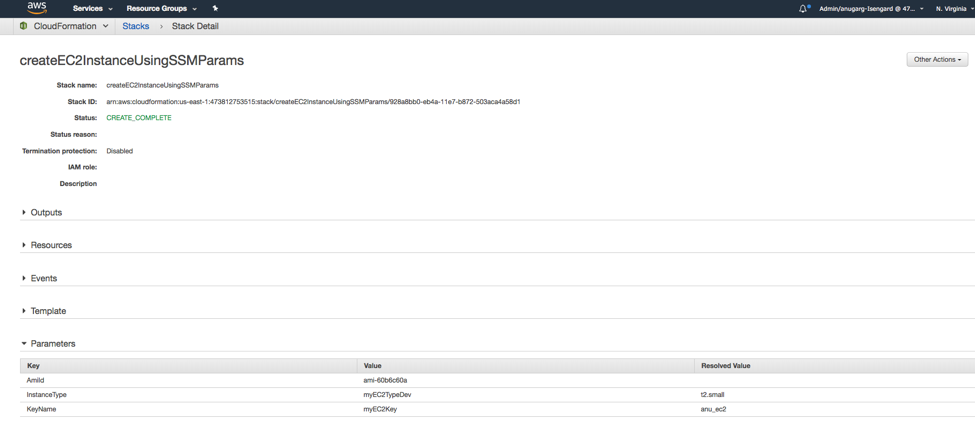 aws Services Resource Groups Admin/anugarg-Isengard @ 47... N. Virginia
CloudFormation Stacks › Stack Detail
createEC2InstanceUsingSSMParams Other Actions
Stack name: createEC2InstanceUsingSSMParams
Stack ID: arn:aws:cloudformation:us-east-1:473812753515:stack/createEC2InstanceUsingSSMParams/928a8bb0-eb4a-11e7-b872-503aca4a58d1
Status: CREATE_COMPLETE
Status reason:
Termination protection: Disabled
IAM role:
Description
Outputs
Resources
Events
Template
Parameters
Key Value Resolved Value
AmiId ami-60b6c60a
InstanceType myEC2TypeDev t2.small
KeyName myEC2Key anu_ec2